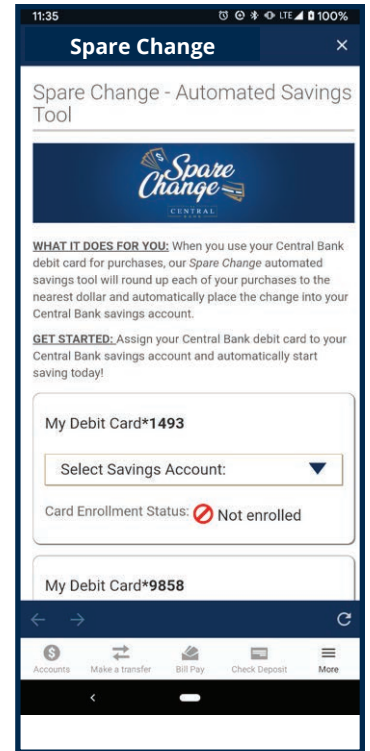 11:35 LTE 100%
Spare Change ×
Spare Change - Automated Savings
Tool
Spare
Change
CENTRAL
BANK
WHAT IT DOES FOR YOU: When you use your Central Bank
debit card for purchases, our Spare Change automated
savings tool will round up each of your purchases to the
nearest dollar and automatically place the change into your
Central Bank savings account.
GET STARTED: Assign your Central Bank debit card to your
Central Bank savings account and automatically start
saving today!
My Debit Card*1493
Select Savings Account:
Card Enrollment Status: Not enrolled
My Debit Card*9858
Accounts Make a transfer Bill Pay Check Deposit More